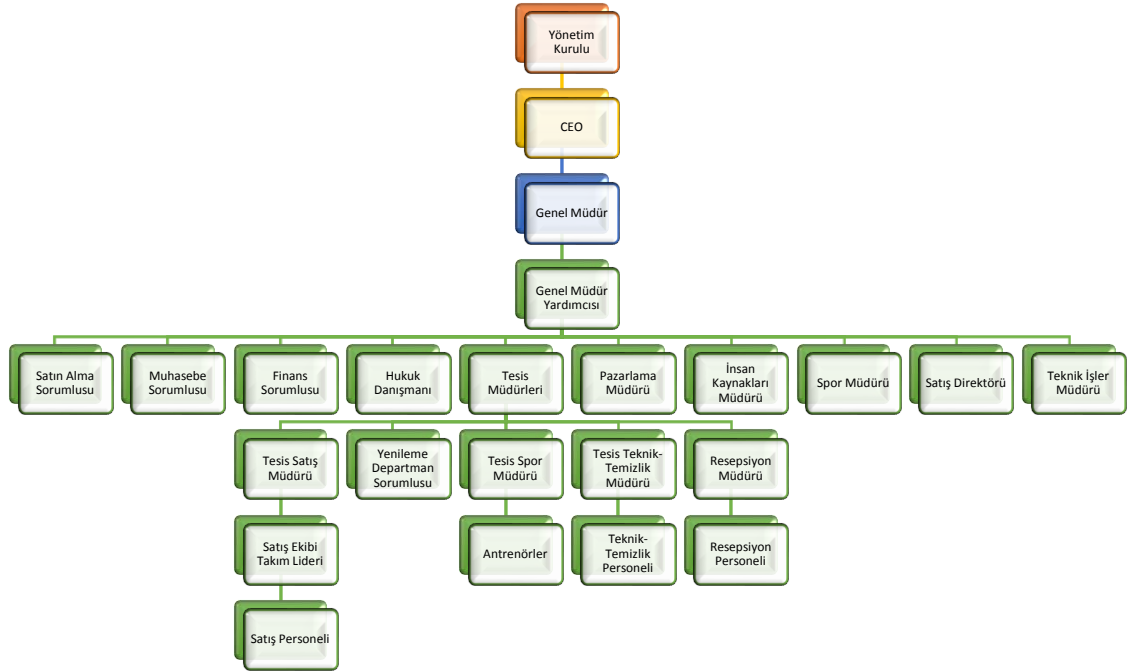 Yönetim
Kurulu
CEO
Genel Müdür
Genel Müdür
Yardımcısı
Satın Alma
Sorumlusu
Muhasebe
Sorumlusu
Finans
Sorumlusu
Hukuk
Danışmanı
Tesis
Müdürleri
Pazarlama
Müdürü
İnsan
Kaynakları
Müdürü
Spor Müdürü
Satış Direktörü
Teknik İşler
Müdürü
Tesis Satış
Müdürü
Yenileme
Departman
Sorumlusu
Tesis Spor
Müdürü
Tesis Teknik-
Temizlik
Müdürü
Resepsiyon
Müdürü
Satış Ekibi
Takım Lideri
Antrenörler
Teknik-
Temizlik
Personeli
Resepsiyon
Personeli
Satış Personeli